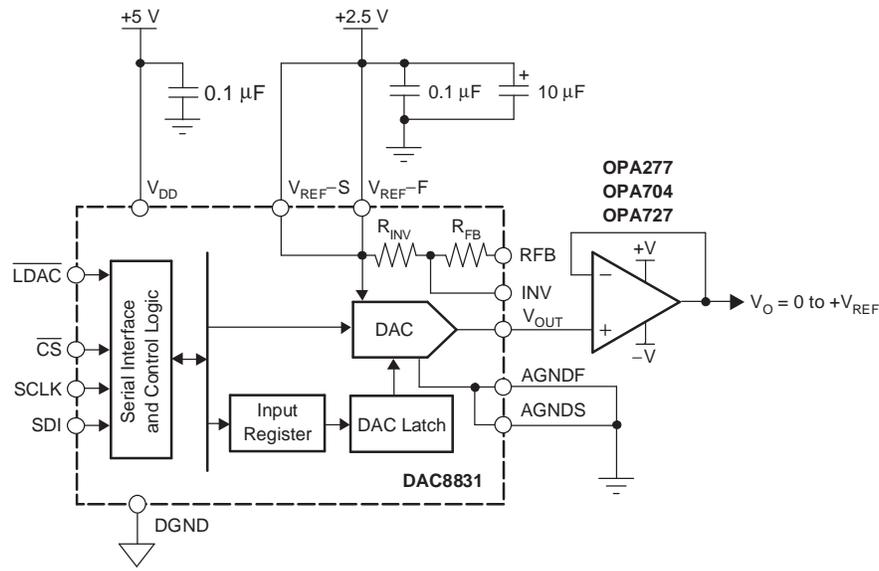 +5 V
+2.5 V
0.1 μF
0.1 μF
+
10 μF
OPA277
OPA704
OPA727
V_DD
V_REF−S
V_REF−F
R_INV
R_FB
RFB
INV
V_OUT
+V
−
+
−V
V_O = 0 to +V_REF
LDAC
CS
SCLK
SDI
Serial Interface
and Control Logic
DAC
Input
Register
DAC Latch
AGNDF
AGNDS
DAC8831
DGND